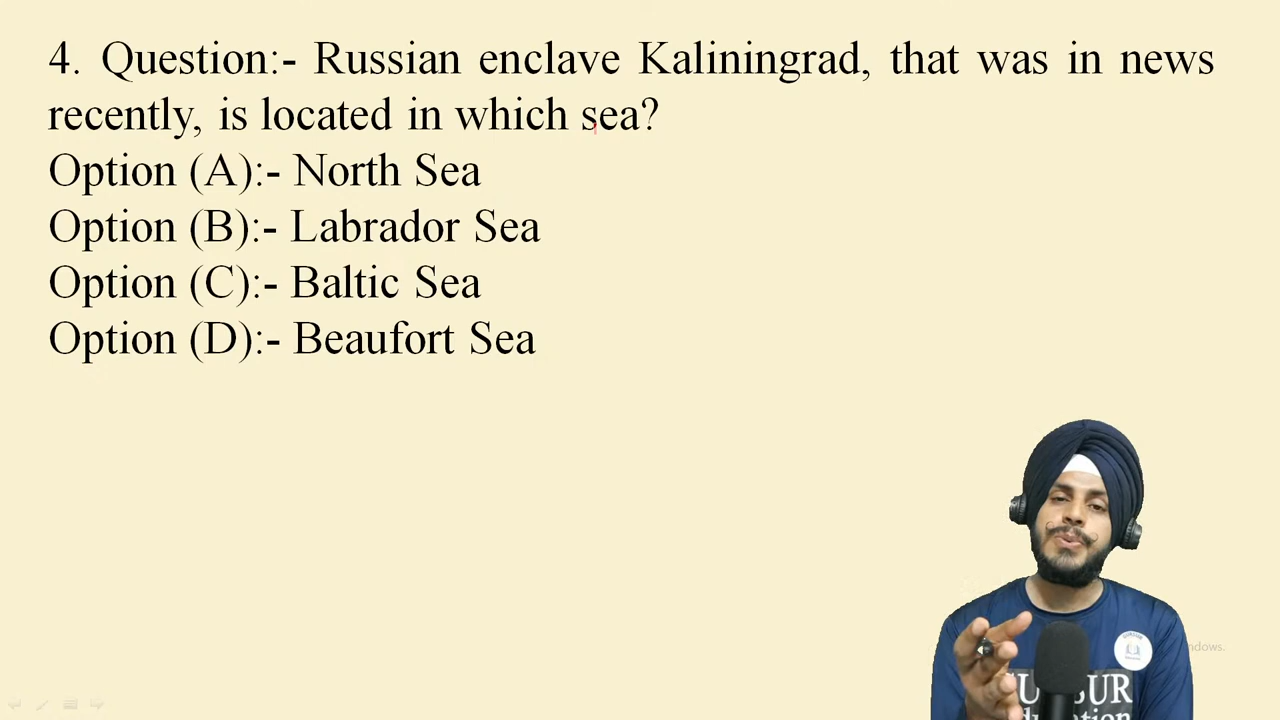 4. Question:- Russian enclave Kaliningrad, that was in news
recently, is located in which sea?
Option (A):- North Sea
Option (B):- Labrador Sea
Option (C):- Baltic Sea
Option (D):- Beaufort Sea
ndows.